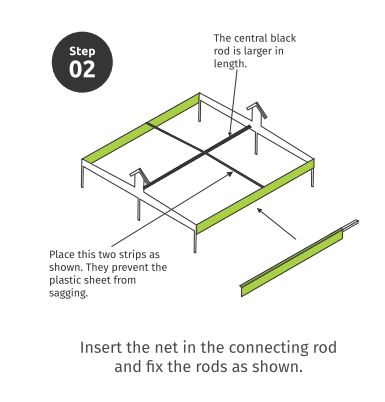 Step
02
The central black
rod is larger in
length.
Place this two strips as
shown. They prevent the
plastic sheet from
sagging.
Insert the net in the connecting rod
and fix the rods as shown.